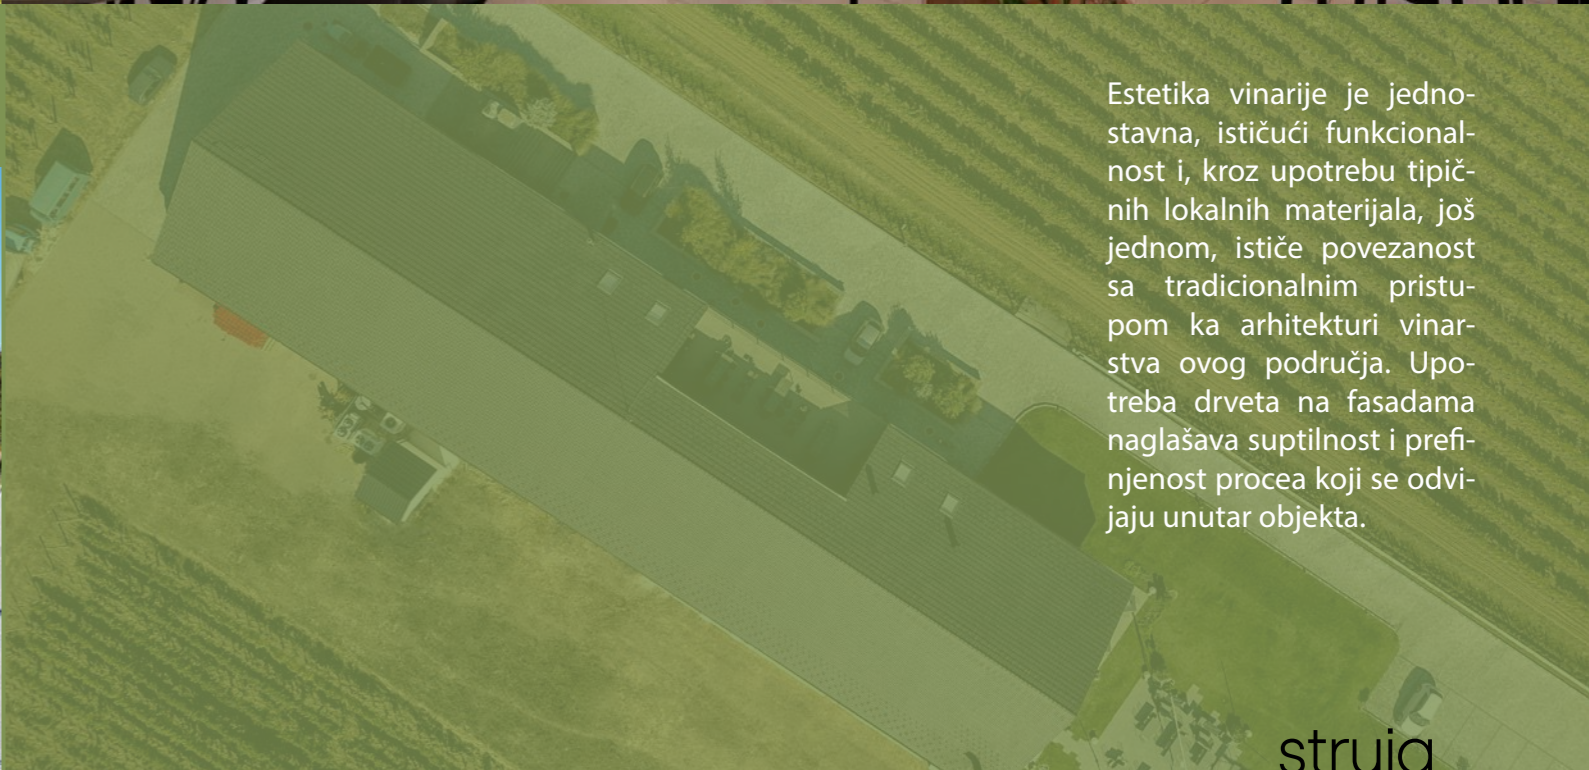 Estetika vinarije je jedno-
stavna, ističući funkcional-
nost i, kroz upotrebu tipič-
nih lokalnih materijala, još
jednom, ističe povezanost
sa tradicionalnim pristu-
pom ka arhitekturi vinar-
stva ovog područja. Upo-
treba drveta na fasadama
naglašava suptilnost i prefi-
njenost procea koji se odvi-
jaju unutar objekta.